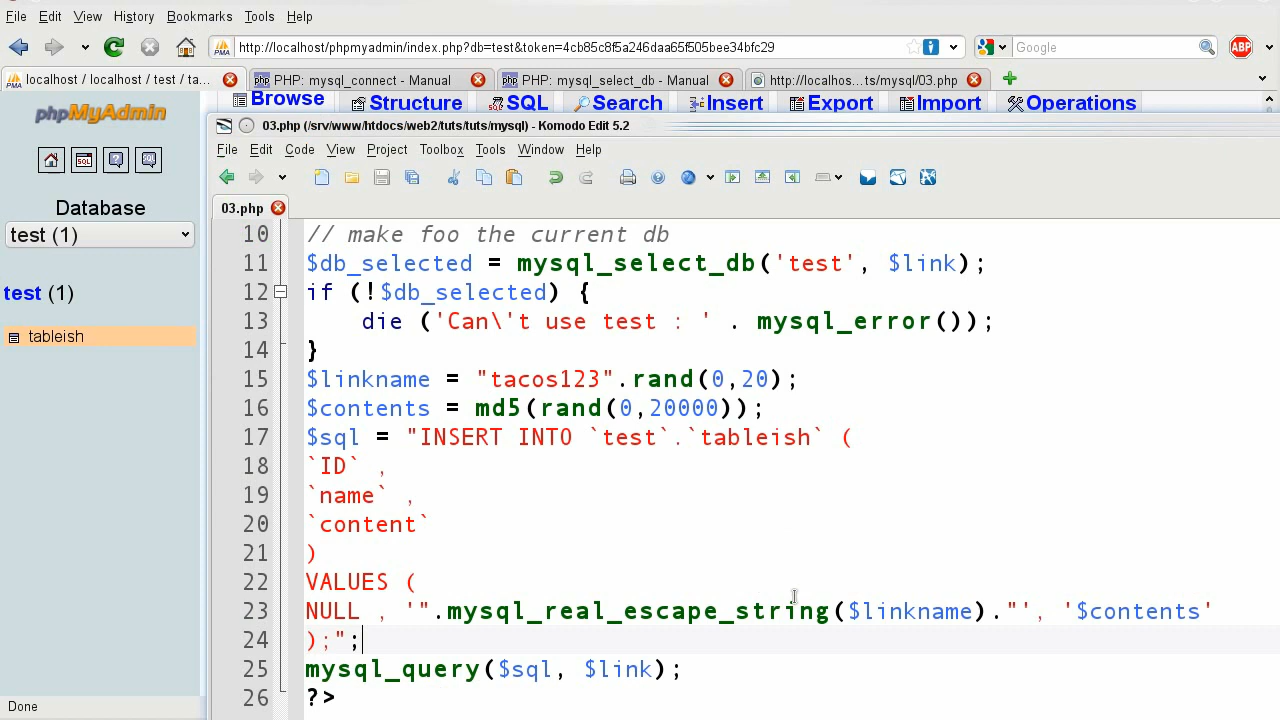 File Edit View History Bookmarks Tools Help
http://localhost/phpmyadmin/index.php?db=test&token=4cb85c8f5a246daa65f505bee34bfc29
Google
ABP
localhost / localhost / test / ta...
PHP: mysql_connect - Manual
PHP: mysql_select_db - Manual
http://localhos...ts/mysql/03.php
phpMyAdmin
Browse Structure SQL Search Insert Export Import Operations
03.php (/srv/www/htdocs/web2/tuts/tuts/mysql) - Komodo Edit 5.2
File Edit Code View Project Toolbox Tools Window Help
SQL
Database
test (1)
test (1)
tableish
03.php
10 // make foo the current db
11 $db_selected = mysql_select_db('test', $link);
12 if (!$db_selected) {
13 die ('Can\'t use test : ' . mysql_error());
14 }
15 $linkname = "tacos123".rand(0,20);
16 $contents = md5(rand(0,20000));
17 $sql = "INSERT INTO `test`.`tableish` (
18 `ID` ,
19 `name` ,
20 `content`
21 )
22 VALUES (
23 NULL , '".mysql_real_escape_string($linkname)."', '$contents'
24 );";
25 mysql_query($sql, $link);
26 ?>
Done